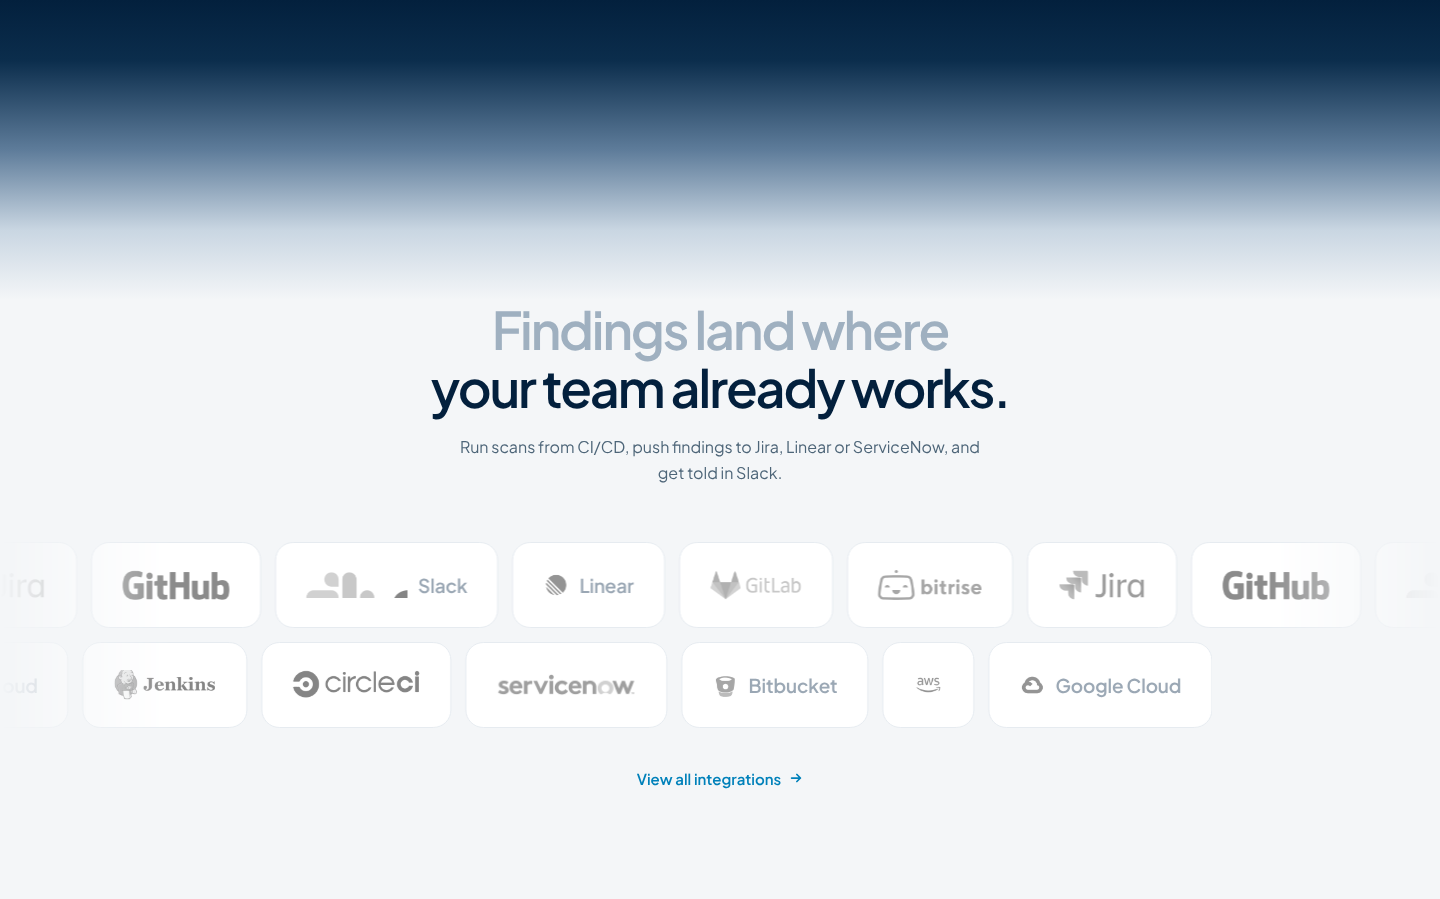 Findings land where
your team already works.
Run scans from CI/CD, push findings to Jira, Linear or ServiceNow, and
get told in Slack.
Jira GitHub Slack Linear GitLab bitrise Jira GitHub
oud Jenkins circleci servicenow Bitbucket aws Google Cloud
View all integrations →